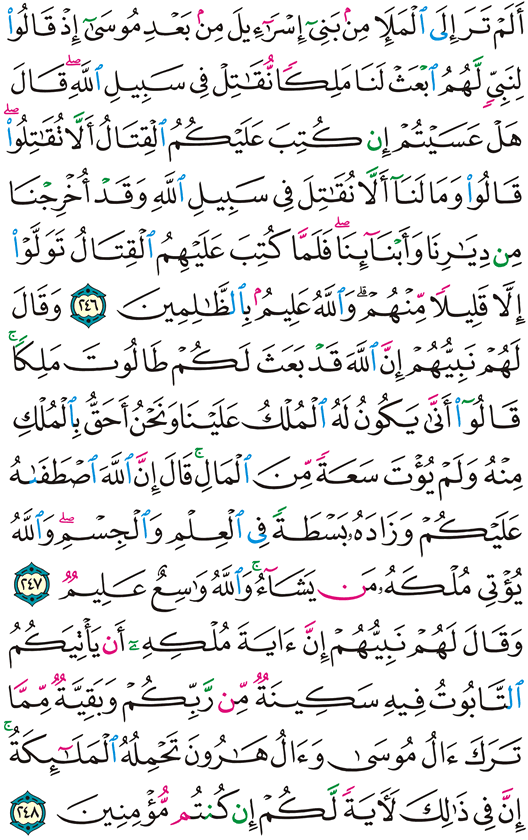 أَلَمْ تَرَ إِلَى ٱلْمَلَإِ مِنۢ بَنِىٓ إِسْرَٰٓءِيلَ مِنۢ بَعْدِ مُوسَىٰٓ إِذْ قَالُوا۟
لِنَبِىٍّ لَّهُمُ ٱبْعَثْ لَنَا مَلِكًا نُّقَٰتِلْ فِى سَبِيلِ ٱللَّهِ ۖ قَالَ
هَلْ عَسَيْتُمْ إِن كُتِبَ عَلَيْكُمُ ٱلْقِتَالُ أَلَّا تُقَٰتِلُوا۟ ۖ
قَالُوا۟ وَمَا لَنَآ أَلَّا نُقَٰتِلَ فِى سَبِيلِ ٱللَّهِ وَقَدْ أُخْرِجْنَا
مِن دِيَٰرِنَا وَأَبْنَآئِنَا ۖ فَلَمَّا كُتِبَ عَلَيْهِمُ ٱلْقِتَالُ تَوَلَّوْا۟
إِلَّا قَلِيلًا مِّنْهُمْ ۗ وَٱللَّهُ عَلِيمٌۢ بِٱلظَّٰلِمِينَ ٢٤٦ وَقَالَ
لَهُمْ نَبِيُّهُمْ إِنَّ ٱللَّهَ قَدْ بَعَثَ لَكُمْ طَالُوتَ مَلِكًا ۚ
قَالُوٓا۟ أَنَّىٰ يَكُونُ لَهُ ٱلْمُلْكُ عَلَيْنَا وَنَحْنُ أَحَقُّ بِٱلْمُلْكِ
مِنْهُ وَلَمْ يُؤْتَ سَعَةً مِّنَ ٱلْمَالِ ۚ قَالَ إِنَّ ٱللَّهَ ٱصْطَفَىٰهُ
عَلَيْكُمْ وَزَادَهُۥ بَسْطَةً فِى ٱلْعِلْمِ وَٱلْجِسْمِ ۖ وَٱللَّهُ
يُؤْتِى مُلْكَهُۥ مَن يَشَآءُ ۚ وَٱللَّهُ وَٰسِعٌ عَلِيمٌ ٢٤٧
وَقَالَ لَهُمْ نَبِيُّهُمْ إِنَّ ءَايَةَ مُلْكِهِۦٓ أَن يَأْتِيَكُمُ
ٱلتَّابُوتُ فِيهِ سَكِينَةٌ مِّن رَّبِّكُمْ وَبَقِيَّةٌ مِّمَّا
تَرَكَ ءَالُ مُوسَىٰ وَءَالُ هَٰرُونَ تَحْمِلُهُ ٱلْمَلَٰٓئِكَةُ ۚ
إِنَّ فِى ذَٰلِكَ لَءَايَةً لَّكُمْ إِن كُنتُم مُّؤْمِنِينَ ٢٤٨